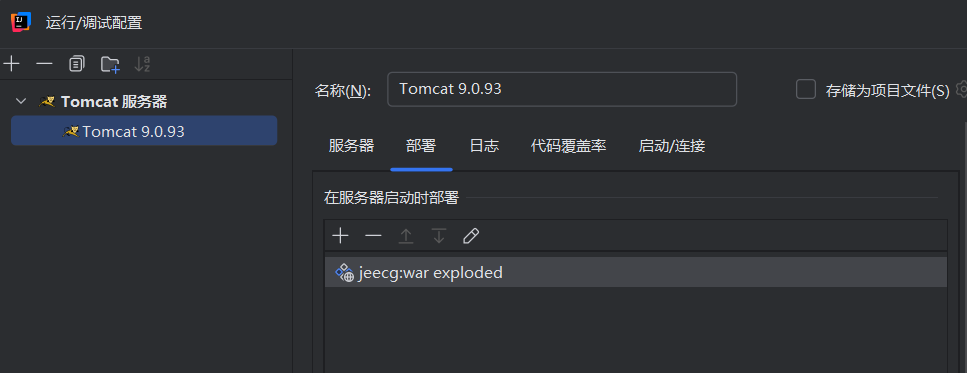 运行/调试配置
Tomcat 服务器
Tomcat 9.0.93
名称(N):
Tomcat 9.0.93
存储为项目文件(S)
服务器 部署 日志 代码覆盖率 启动/连接
在服务器启动时部署
jeecg:war exploded